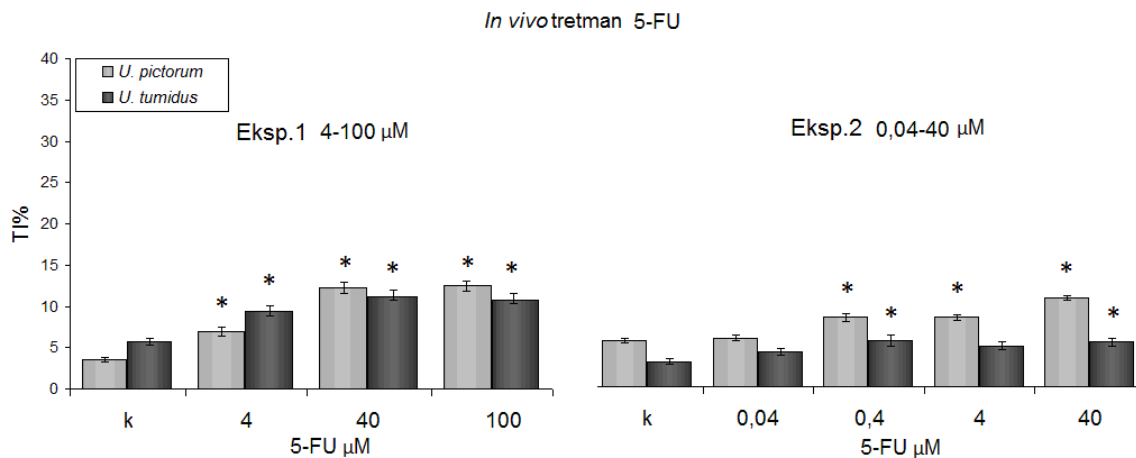 In vivo tretman 5-FU
40
35
30
25
20
15
10
5
0
TI%
U. pictorum
U. tumidus
Eksp.1 4-100 µM
* * * * * *
k 4 40 100
5-FU µM
Eksp.2 0,04-40 µM
* * * * *
k 0,04 0,4 4 40
5-FU µM